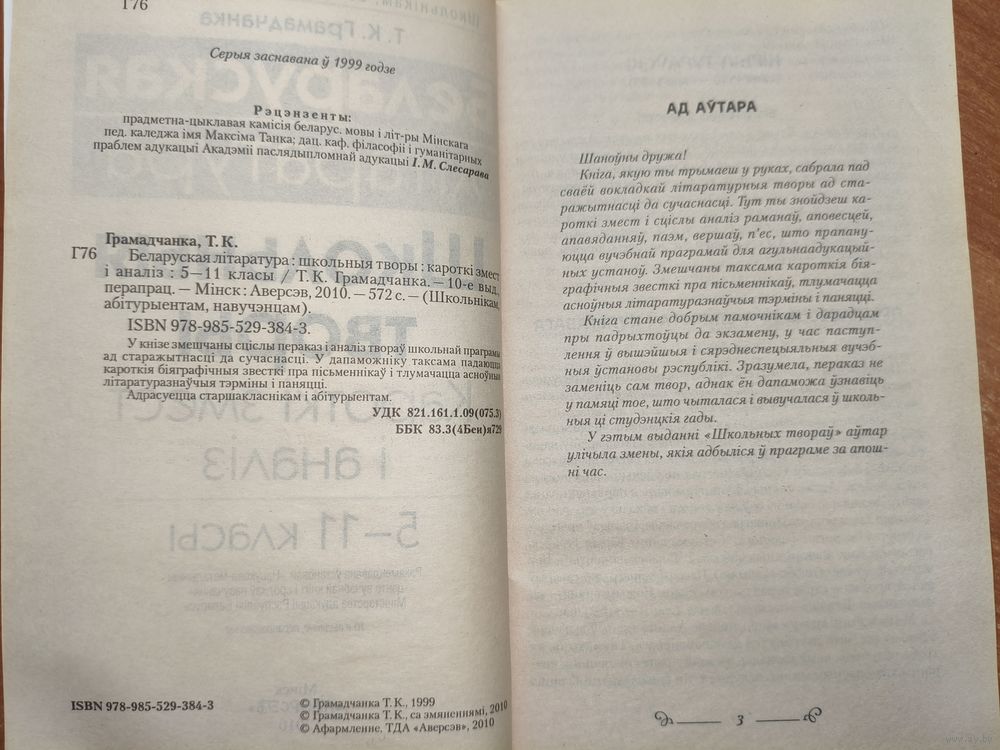 Г76
Серыя заснавана ў 1999 годзе
Рэцэнзенты:
прадметна-цыклавая камісія беларус. мовы і літ-ры Мінскага
пед. каледжа імя Максіма Танка; дац. каф. філасофіі і гуманітарных
праблем адукацыі Акадэміі паслядыпломнай адукацыі І. М. Слесарава
Грамадчанка, Т. К.
Г76 Беларуская літаратура : школьныя творы : кароткі змест
і аналіз : 5—11 класы / Т. К. Грамадчанка. — 10-е выд.,
перапрац. — Мінск : Аверсэв, 2010. — 572 с. — (Школьнікам,
абітурыентам, навучэнцам).
ISBN 978-985-529-384-3.
У кнізе змешчаны сціслы пераказ і аналіз твораў школьнай праграмы
ад старажытнасці да сучаснасці. У дапаможніку таксама падаюцца
кароткія біяграфічныя звесткі пра пісьменнікаў і тлумачацца асноўныя
літаратуразнаўчыя тэрміны і паняцці.
Адрасуецца старшакласнікам і абітурыентам.
УДК 821.161.1.09(075.3)
ББК 83.3(4Беи)я729
ISBN 978-985-529-384-3
© Грамадчанка Т. К., 1999
© Грамадчанка Т. К., са змяненнямі, 2010
© Афармленне. ТДА «Аверсэв», 2010
АД АЎТАРА
Шаноўны дружа!
Кніга, якую ты трымаеш у руках, сабрала пад
сваёй вокладкай літаратурныя творы ад ста-
ражытнасці да сучаснасці. Тут ты знойдзеш ка-
роткі змест і сціслы аналіз раманаў, аповесцей,
апавяданняў, паэм, вершаў, п'ес, што прапану-
юцца вучэбнай праграмай для агульнаадукацый-
ных устаноў. Змешчаны таксама кароткія бія-
графічныя звесткі пра пісьменнікаў, тлумачацца
асноўныя літаратуразнаўчыя тэрміны і паняцці.
Кніга стане добрым памочнікам і дарадцам
пры падрыхтоўцы да экзамену, у час паступ-
лення ў вышэйшыя і сярэднеспецыяльныя вучэб-
ныя ўстановы рэспублікі. Зразумела, пераказ не
заменіць сам твор, аднак ён дапаможа ўзнавіць
у памяці тое, што чыталася і вывучалася ў школь-
ныя ці студэнцкія гады.
У гэтым выданні «Школьных твораў» аўтар
улічыла змены, якія адбыліся ў праграме за апош-
ні час.
3